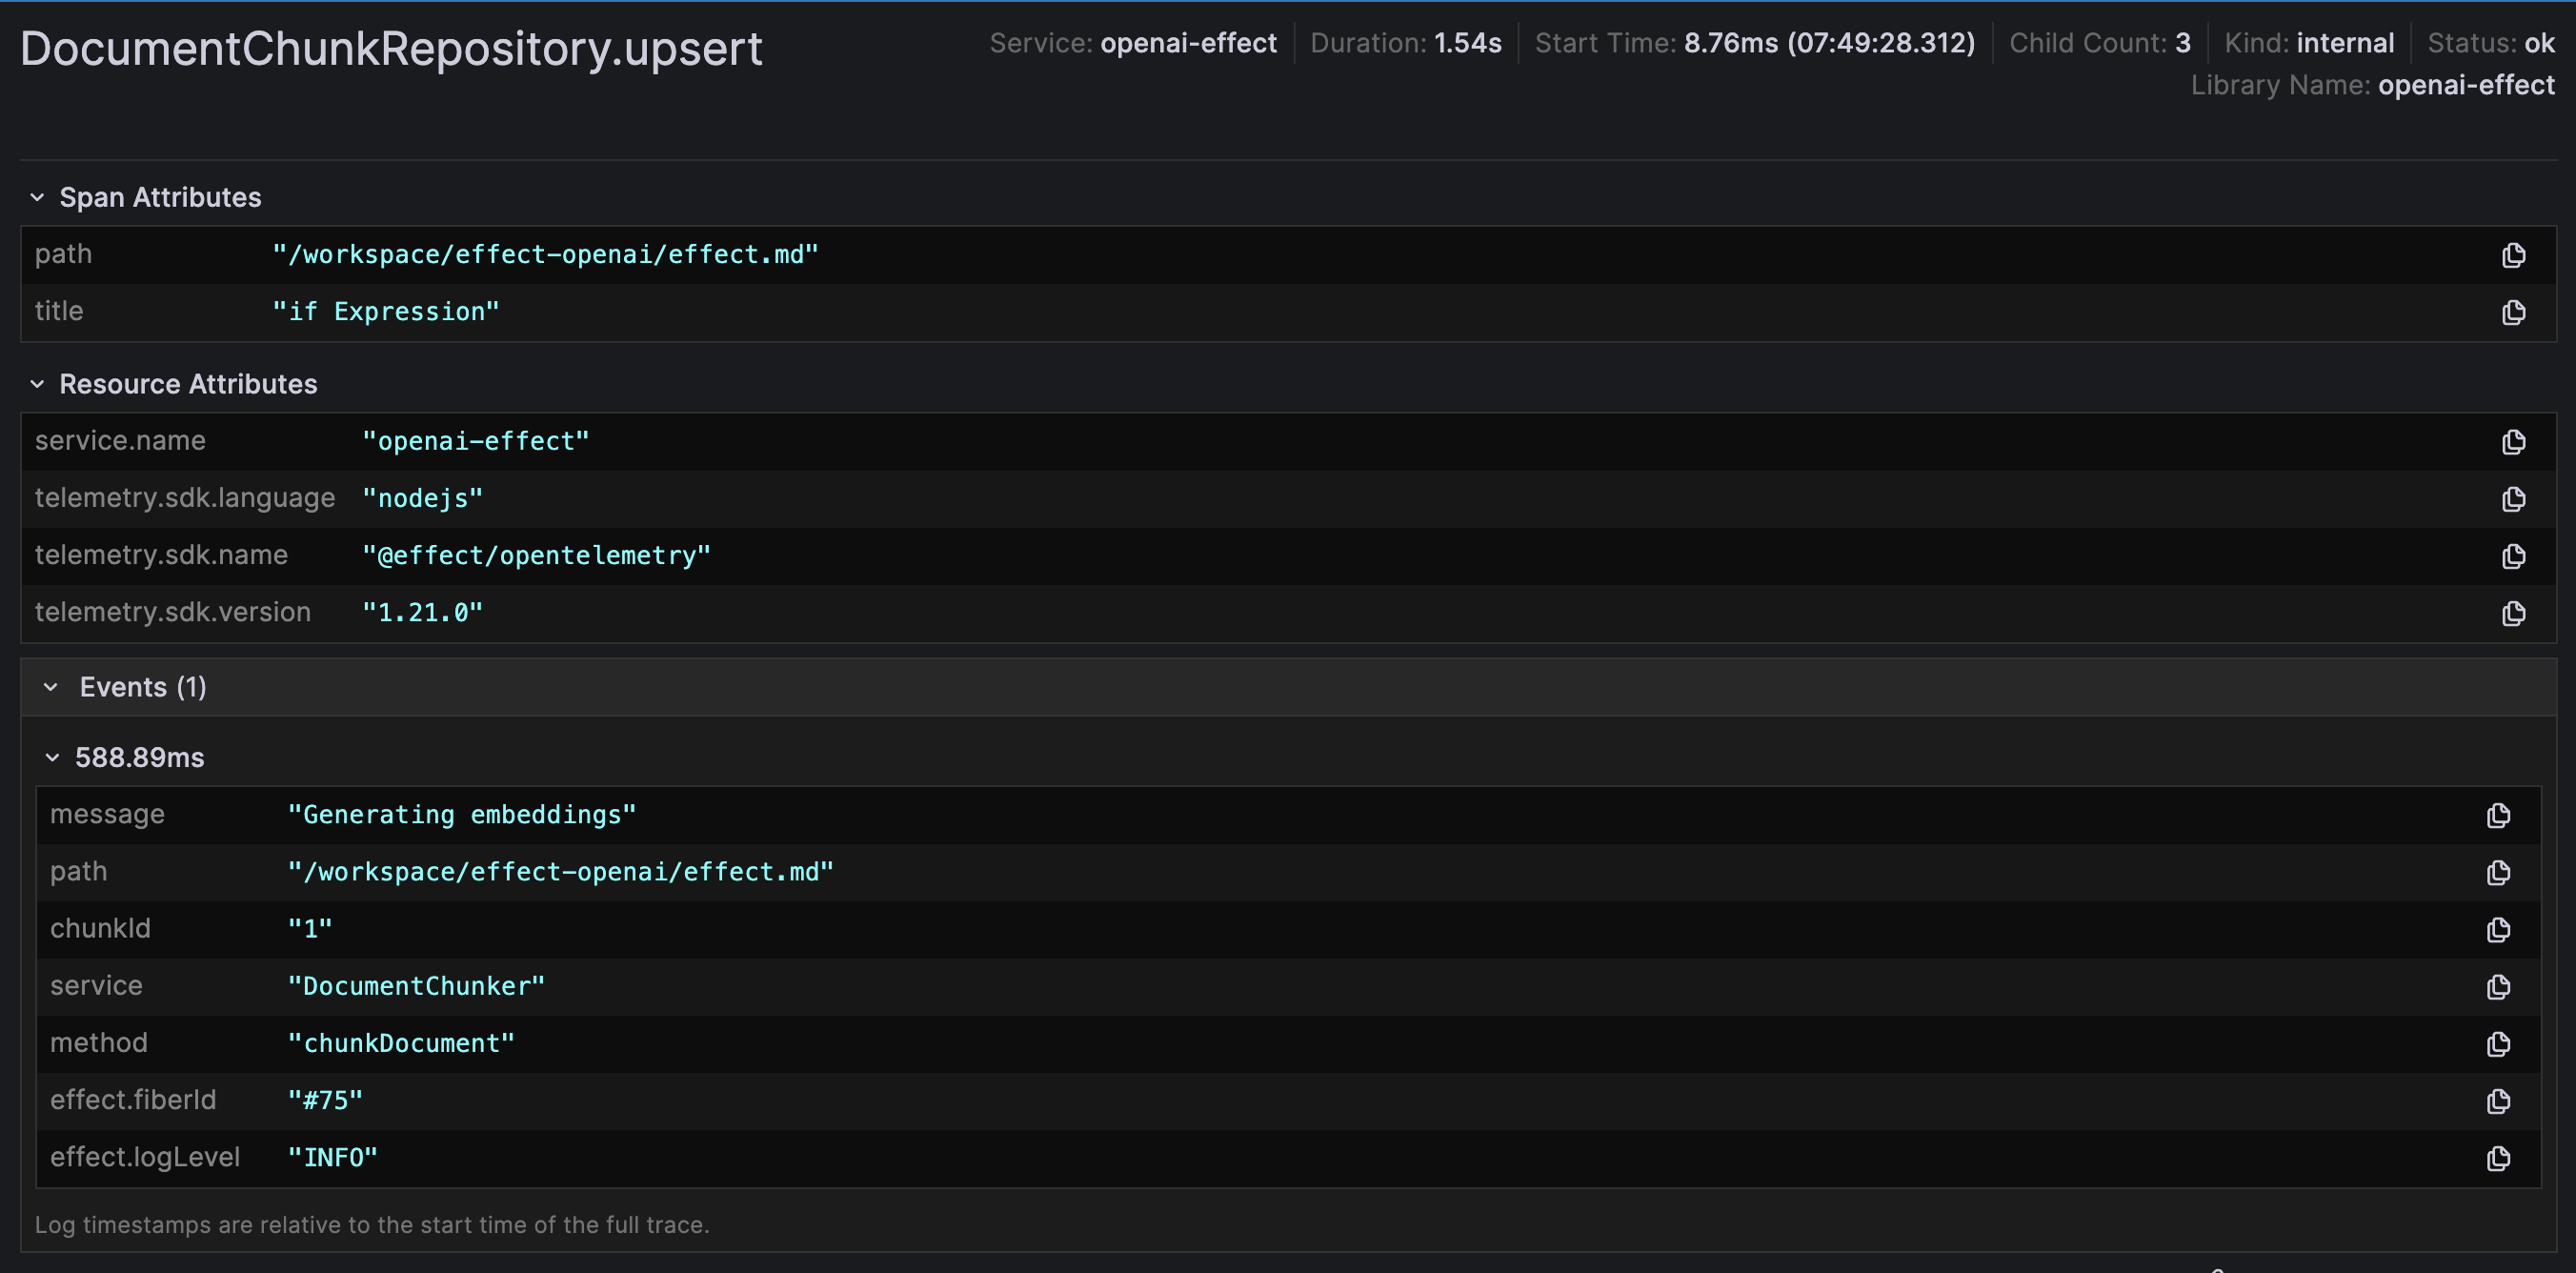 DocumentChunkRepository.upsert
Service: openai-effect Duration: 1.54s Start Time: 8.76ms (07:49:28.312) Child Count: 3 Kind: internal Status: ok
Library Name: openai-effect
Span Attributes
path "/workspace/effect-openai/effect.md"
title "if Expression"
Resource Attributes
service.name "openai-effect"
telemetry.sdk.language "nodejs"
telemetry.sdk.name "@effect/opentelemetry"
telemetry.sdk.version "1.21.0"
Events (1)
588.89ms
message "Generating embeddings"
path "/workspace/effect-openai/effect.md"
chunkId "1"
service "DocumentChunker"
method "chunkDocument"
effect.fiberId "#75"
effect.logLevel "INFO"
Log timestamps are relative to the start time of the full trace.